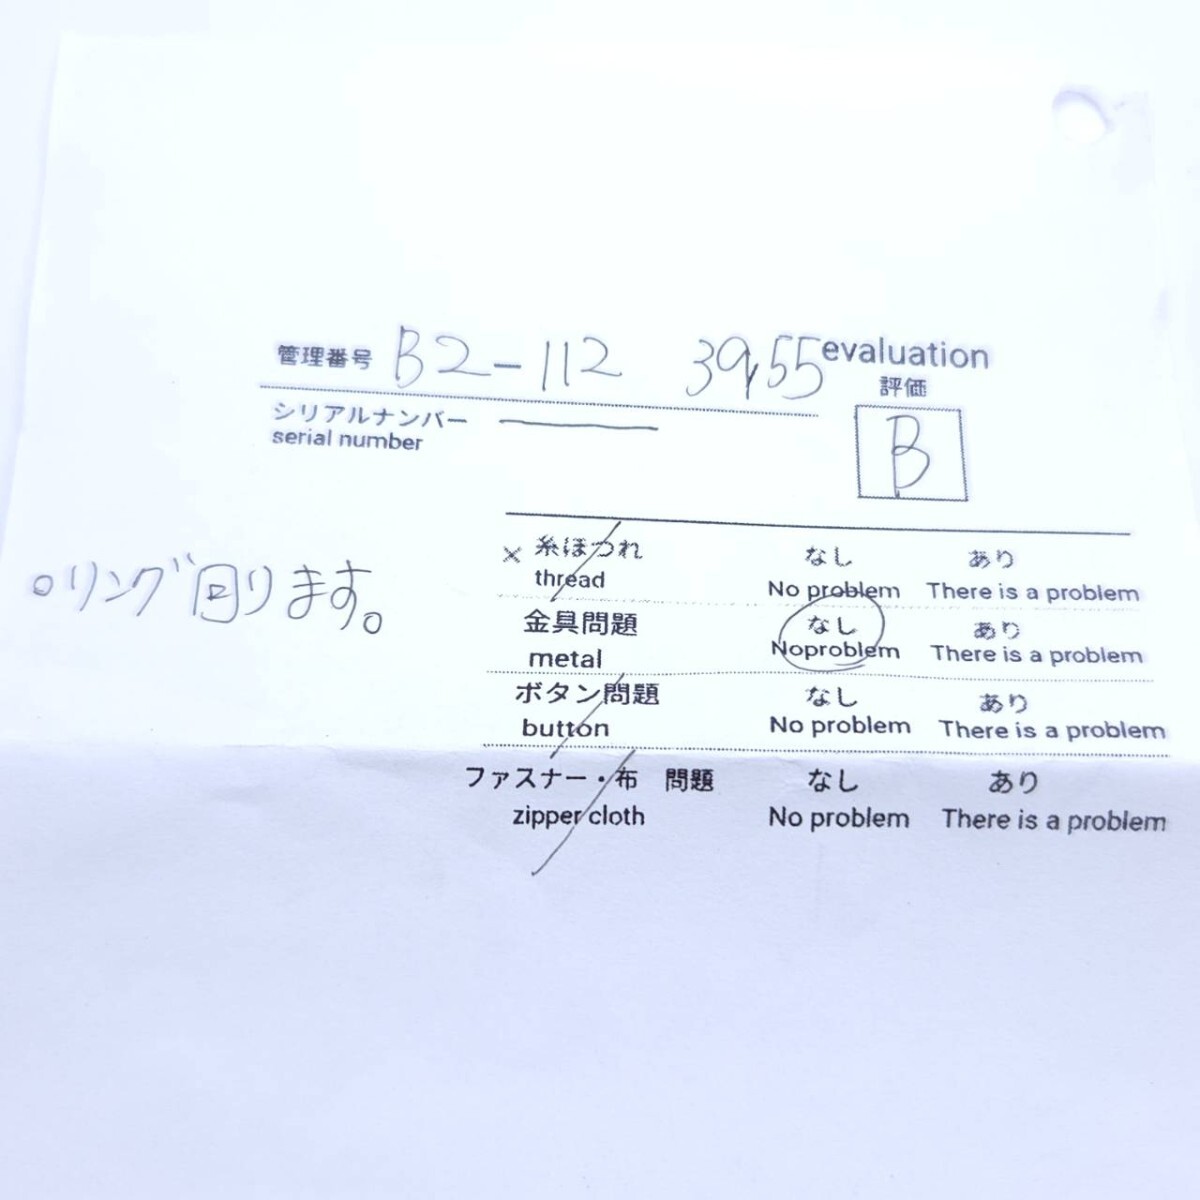 管理番号 B2-112 39,55 evaluation
評価
シリアルナンバー
serial number
B
× 糸ほつれ なし あり
thread No problem There is a problem
。リング回ります。
金具問題 なし あり
metal Noproblem There is a problem
ボタン問題 なし あり
button No problem There is a problem
ファスナー・布 問題 なし あり
zipper cloth No problem There is a problem